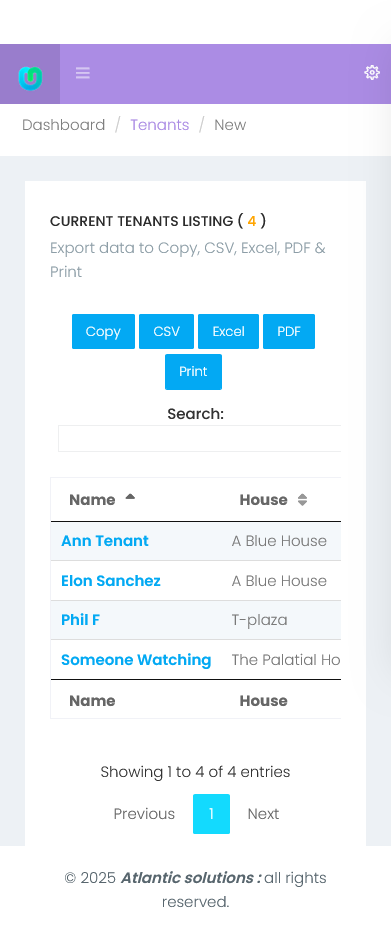 Dashboard / Tenants / New
CURRENT TENANTS LISTING ( 4 )
Export data to Copy, CSV, Excel, PDF &
Print
Copy CSV Excel PDF
Print
Search:
Name House
Ann Tenant A Blue House
Elon Sanchez A Blue House
Phil F T-plaza
Someone Watching The Palatial Ho
Name House
Showing 1 to 4 of 4 entries
Previous 1 Next
© 2025 Atlantic solutions : all rights
reserved.